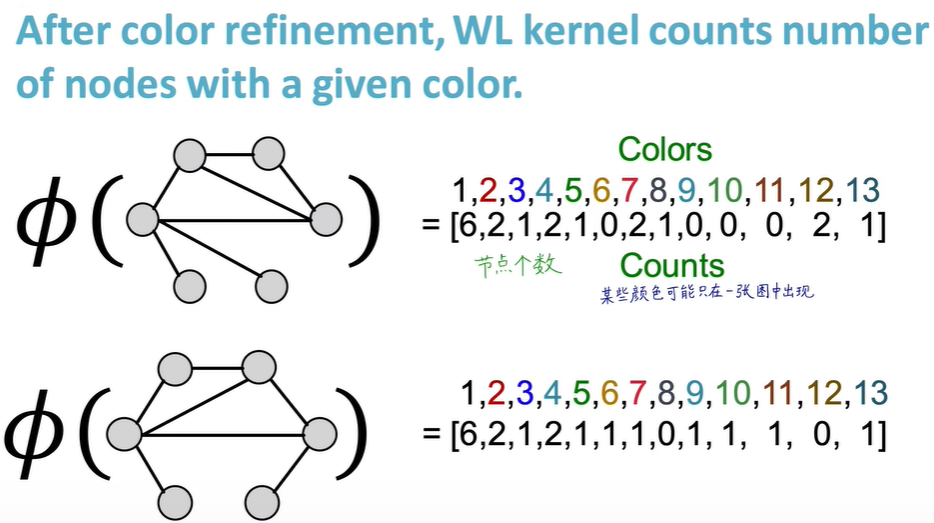 After color refinement, WL kernel counts number
of nodes with a given color.
Colors
ϕ( ) 1,2,3,4,5,6,7,8,9,10,11,12,13
= [6,2,1,2,1,0,2,1,0, 0, 0, 2, 1]
节点个数 Counts
某些颜色可能只在一张图中出现
ϕ( ) 1,2,3,4,5,6,7,8,9,10,11,12,13
= [6,2,1,2,1,1,1,0,1, 1, 1, 0, 1]